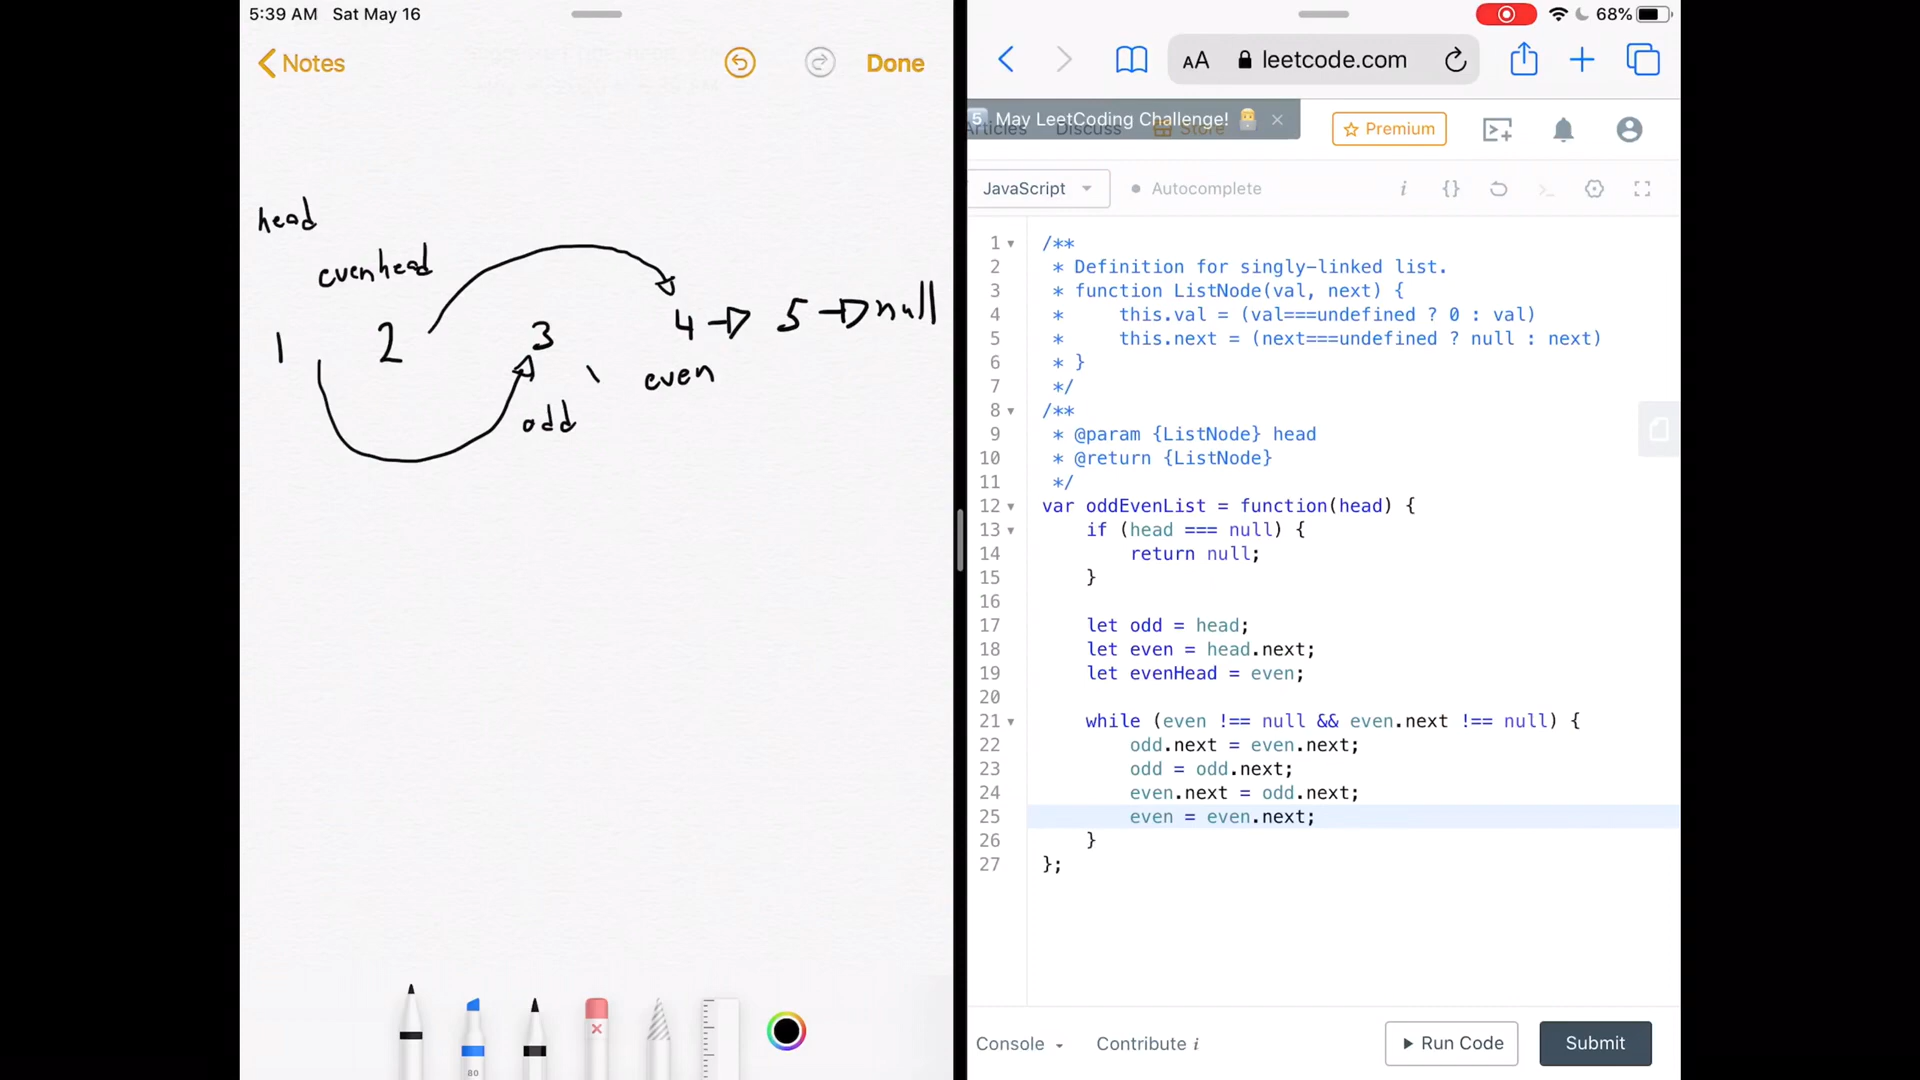 5:39 AM Sat May 16
Notes
Done
head
evenhead
1 2 3 4 5 null
even
odd
68%
AA leetcode.com
5 May LeetCoding Challenge!
Articles Discuss Store
Premium
JavaScript
Autocomplete
i {}
1 /**
2 * Definition for singly-linked list.
3 * function ListNode(val, next) {
4 *     this.val = (val===undefined ? 0 : val)
5 *     this.next = (next===undefined ? null : next)
6 * }
7 */
8 /**
9 * @param {ListNode} head
10 * @return {ListNode}
11 */
12 var oddEvenList = function(head) {
13     if (head === null) {
14         return null;
15     }
16
17     let odd = head;
18     let even = head.next;
19     let evenHead = even;
20
21     while (even !== null && even.next !== null) {
22         odd.next = even.next;
23         odd = odd.next;
24         even.next = odd.next;
25         even = even.next;
26     }
27 };
80
Console
Contribute i
Run Code
Submit